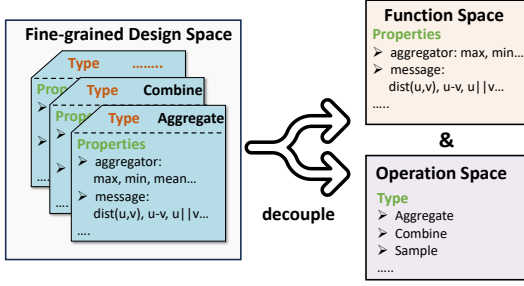 Fine-grained Design Space
Type ........
Type Combine
Type Aggregate
Properties
➢ aggregator:
max, min, mean...
➢ message:
dist(u,v), u-v, u||v...
....
decouple
Function Space
Properties
➢ aggregator: max, min...
➢ message:
dist(u,v), u-v, u||v...
.....
&
Operation Space
Type
➢ Aggregate
➢ Combine
➢ Sample
.....